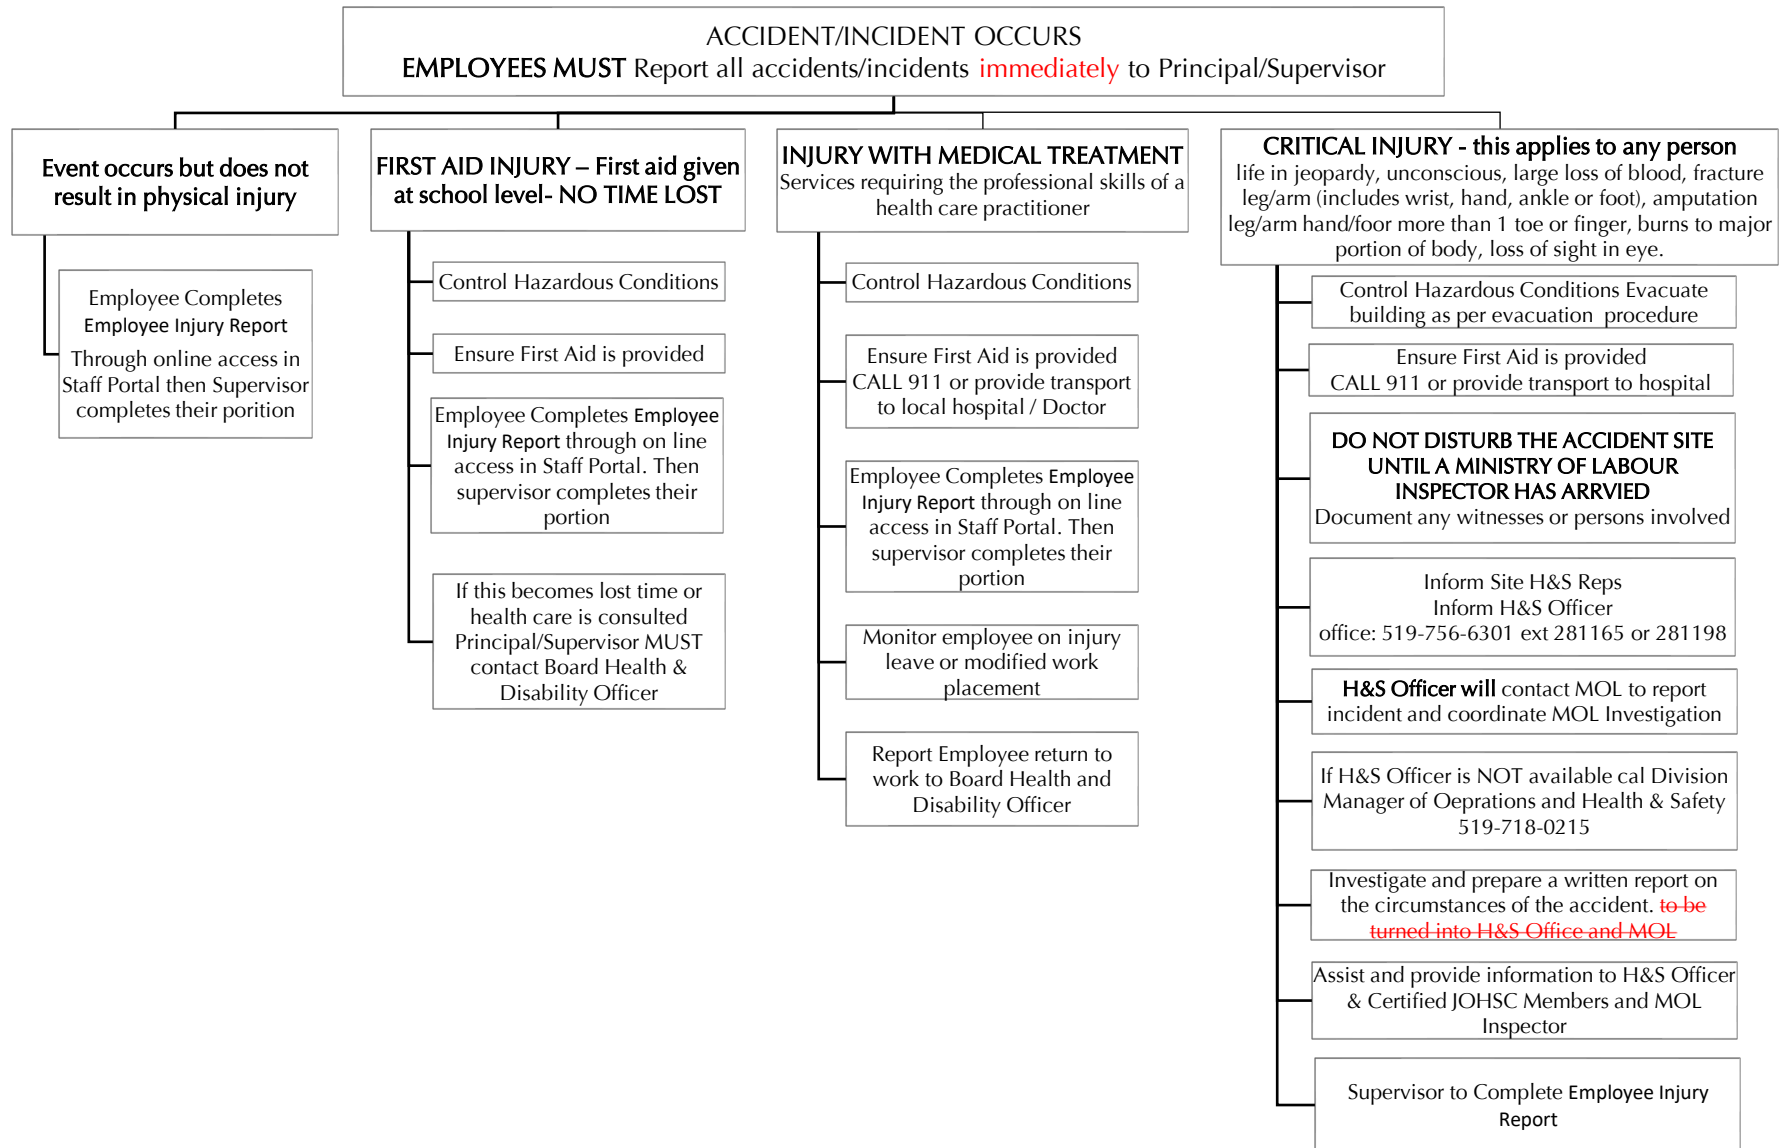 ACCIDENT/INCIDENT OCCURS
EMPLOYEES MUST Report all accidents/incidents immediately to Principal/Supervisor
Event occurs but does not
result in physical injury
Employee Completes
Employee Injury Report
Through online access in
Staff Portal then Supervisor
completes their porition
FIRST AID INJURY – First aid given
at school level- NO TIME LOST
Control Hazardous Conditions
Ensure First Aid is provided
Employee Completes Employee
Injury Report through on line
access in Staff Portal. Then
supervisor completes their
portion
If this becomes lost time or
health care is consulted
Principal/Supervisor MUST
contact Board Health &
Disability Officer
INJURY WITH MEDICAL TREATMENT
Services requiring the professional skills of a
health care practitioner
Control Hazardous Conditions
Ensure First Aid is provided
CALL 911 or provide transport
to local hospital / Doctor
Employee Completes Employee
Injury Report through on line
access in Staff Portal. Then
supervisor completes their
portion
Monitor employee on injury
leave or modified work
placement
Report Employee return to
work to Board Health and
Disability Officer
CRITICAL INJURY - this applies to any person
life in jeopardy, unconscious, large loss of blood, fracture
leg/arm (includes wrist, hand, ankle or foot), amputation
leg/arm hand/foor more than 1 toe or finger, burns to major
portion of body, loss of sight in eye.
Control Hazardous Conditions Evacuate
building as per evacuation procedure
Ensure First Aid is provided
CALL 911 or provide transport to hospital
DO NOT DISTURB THE ACCIDENT SITE
UNTIL A MINISTRY OF LABOUR
INSPECTOR HAS ARRVIED
Document any witnesses or persons involved
Inform Site H&S Reps
Inform H&S Officer
office: 519-756-6301 ext 281165 or 281198
H&S Officer will contact MOL to report
incident and coordinate MOL Investigation
If H&S Officer is NOT available cal Division
Manager of Oeprations and Health & Safety
519-718-0215
Investigate and prepare a written report on
the circumstances of the accident. to be
turned into H&S Office and MOL
Assist and provide information to H&S Officer
& Certified JOHSC Members and MOL
Inspector
Supervisor to Complete Employee Injury
Report